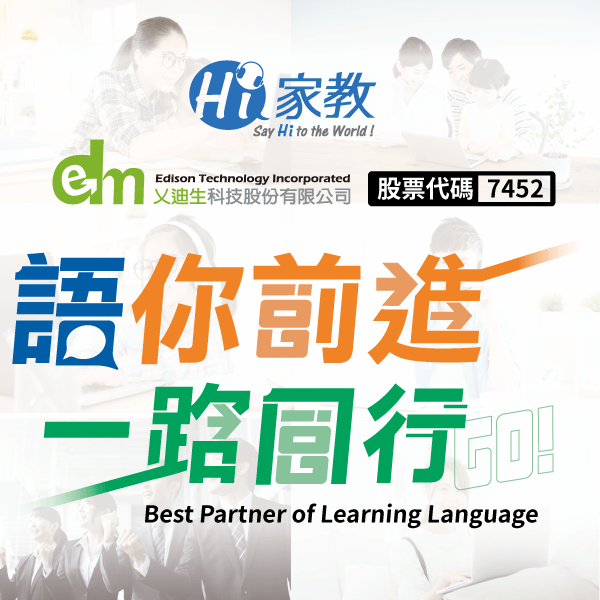 Hi 家教
Say Hi to the World !
edm
Edison Technology Incorporated
乂迪生科技股份有限公司
股票代碼 7452
語你前進
一路同行 GO!
Best Partner of Learning Language